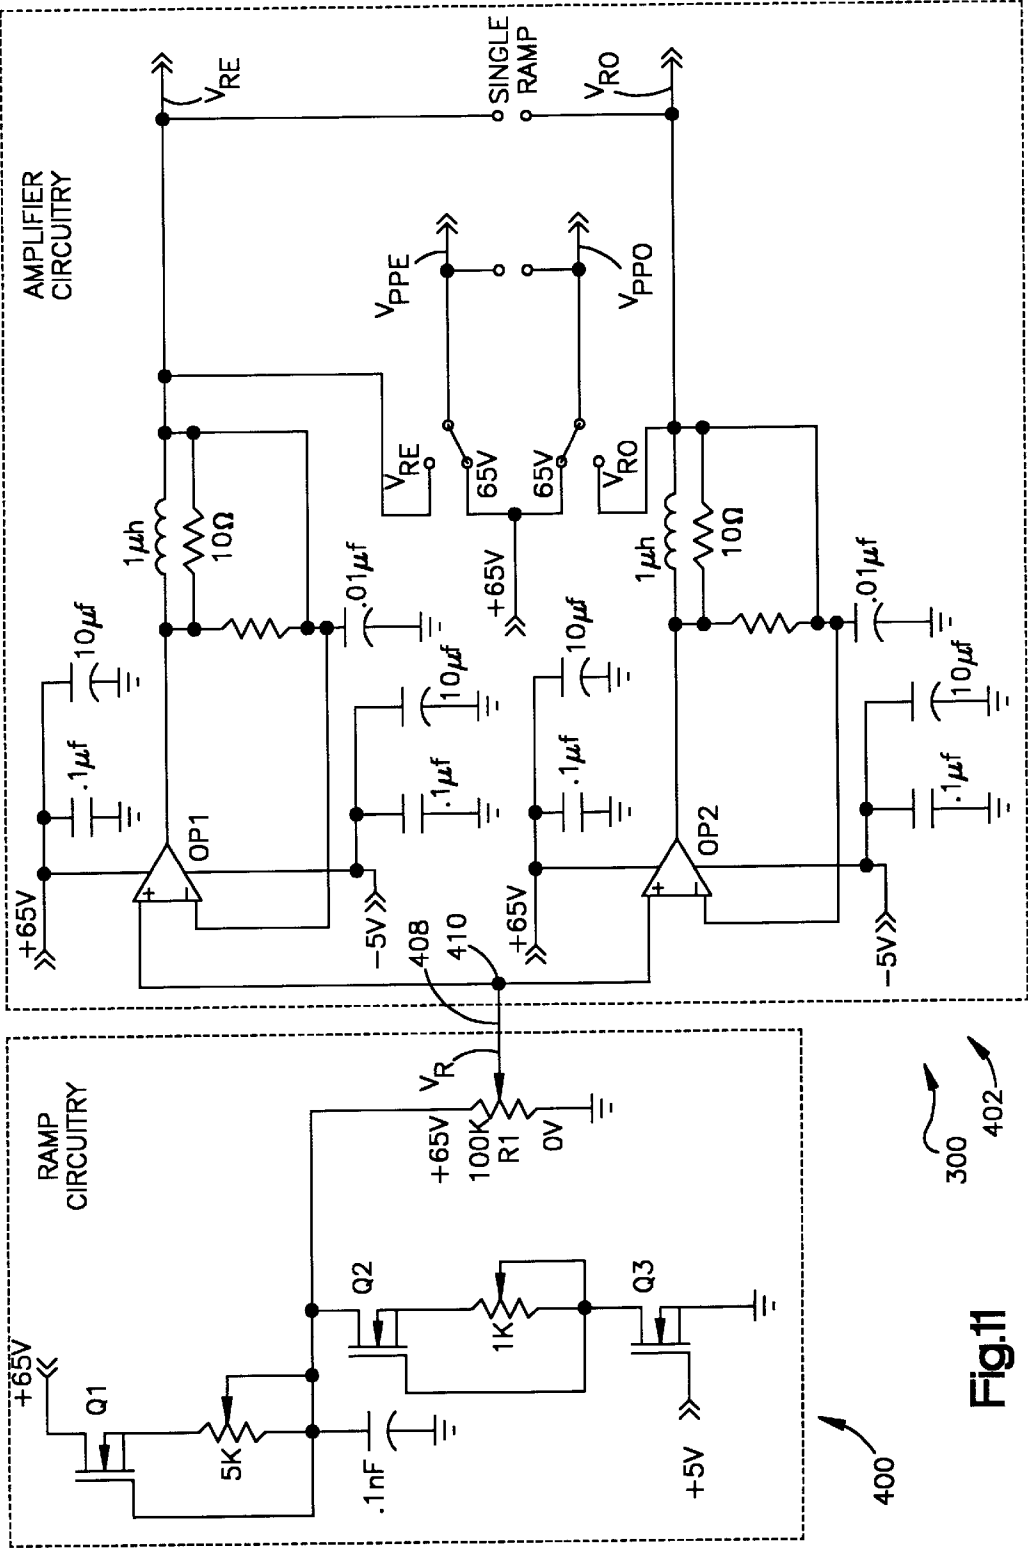 RAMP
CIRCUITRY
+65V
Q1
5K
.1nF
Q2
1K
Q3
+5V
+65V
100K
R1
0V
V_R
400
AMPLIFIER
CIRCUITRY
+65V
.1µf
10µf
OP1
1µh
10Ω
.01µf
-5V
.1µf
10µf
V_RE
V_RE
65V
+65V
65V
V_RO
V_PPE
V_PPO
SINGLE
RAMP
V_RO
408
410
+65V
.1µf
10µf
OP2
1µh
10Ω
.01µf
-5V
.1µf
10µf
300
402
Fig.11